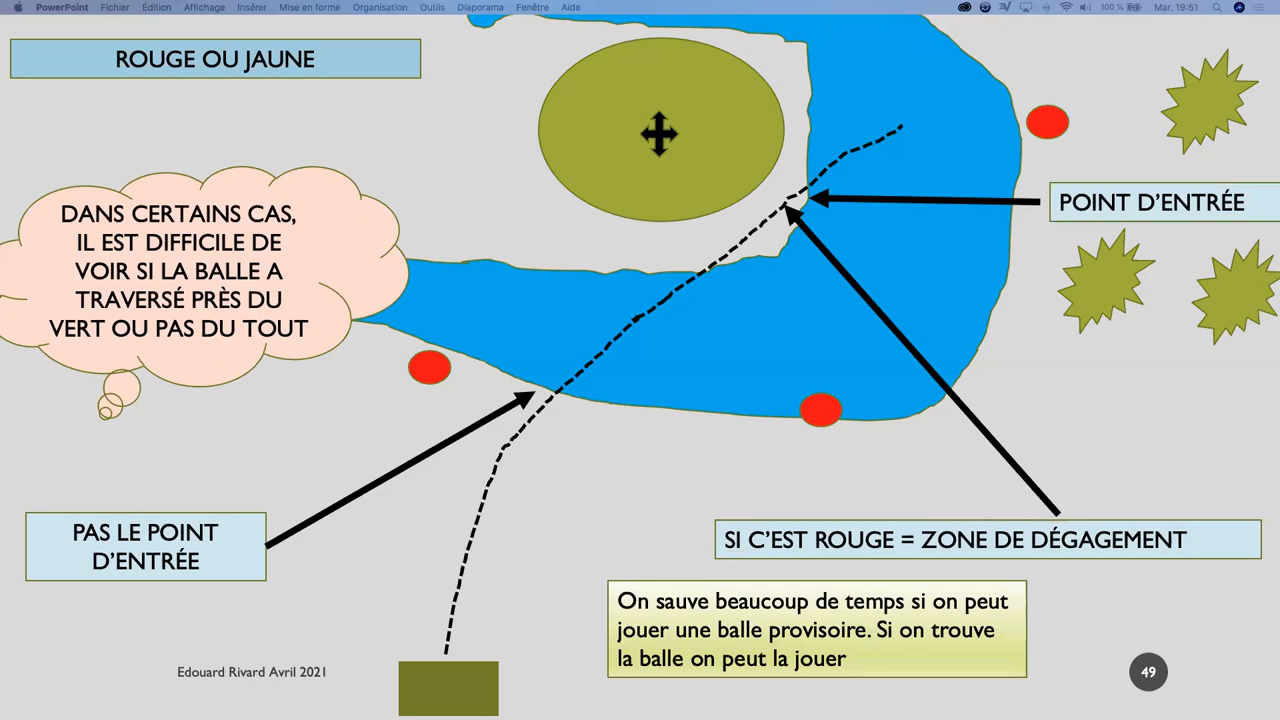 PowerPoint Fichier Édition Affichage Insérer Mise en forme Organisation Outils Diaporama Fenêtre Aide 100 % Mar. 19:51
ROUGE OU JAUNE
DANS CERTAINS CAS,
IL EST DIFFICILE DE
VOIR SI LA BALLE A
TRAVERSÉ PRÈS DU
VERT OU PAS DU TOUT
POINT D’ENTRÉE
PAS LE POINT
D’ENTRÉE
SI C’EST ROUGE = ZONE DE DÉGAGEMENT
On sauve beaucoup de temps si on peut
jouer une balle provisoire. Si on trouve
la balle on peut la jouer
Edouard Rivard Avril 2021
49